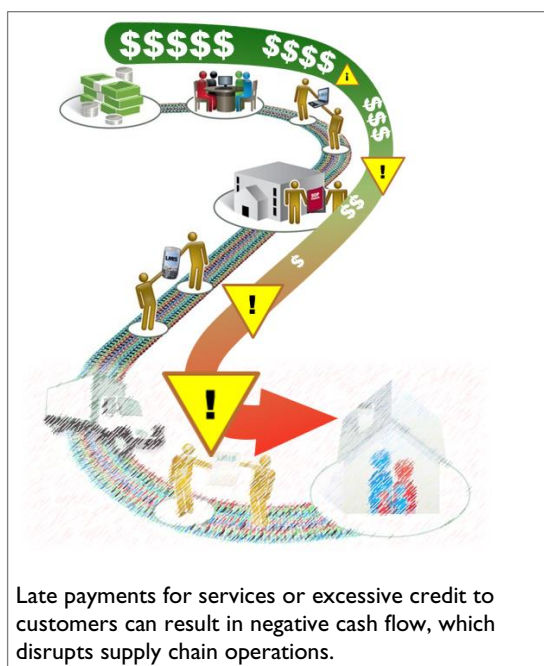 $$$$$ $$$$
!
$$$
!
$$
$
LMIS
!
!
Late payments for services or excessive credit to
customers can result in negative cash flow, which
disrupts supply chain operations.